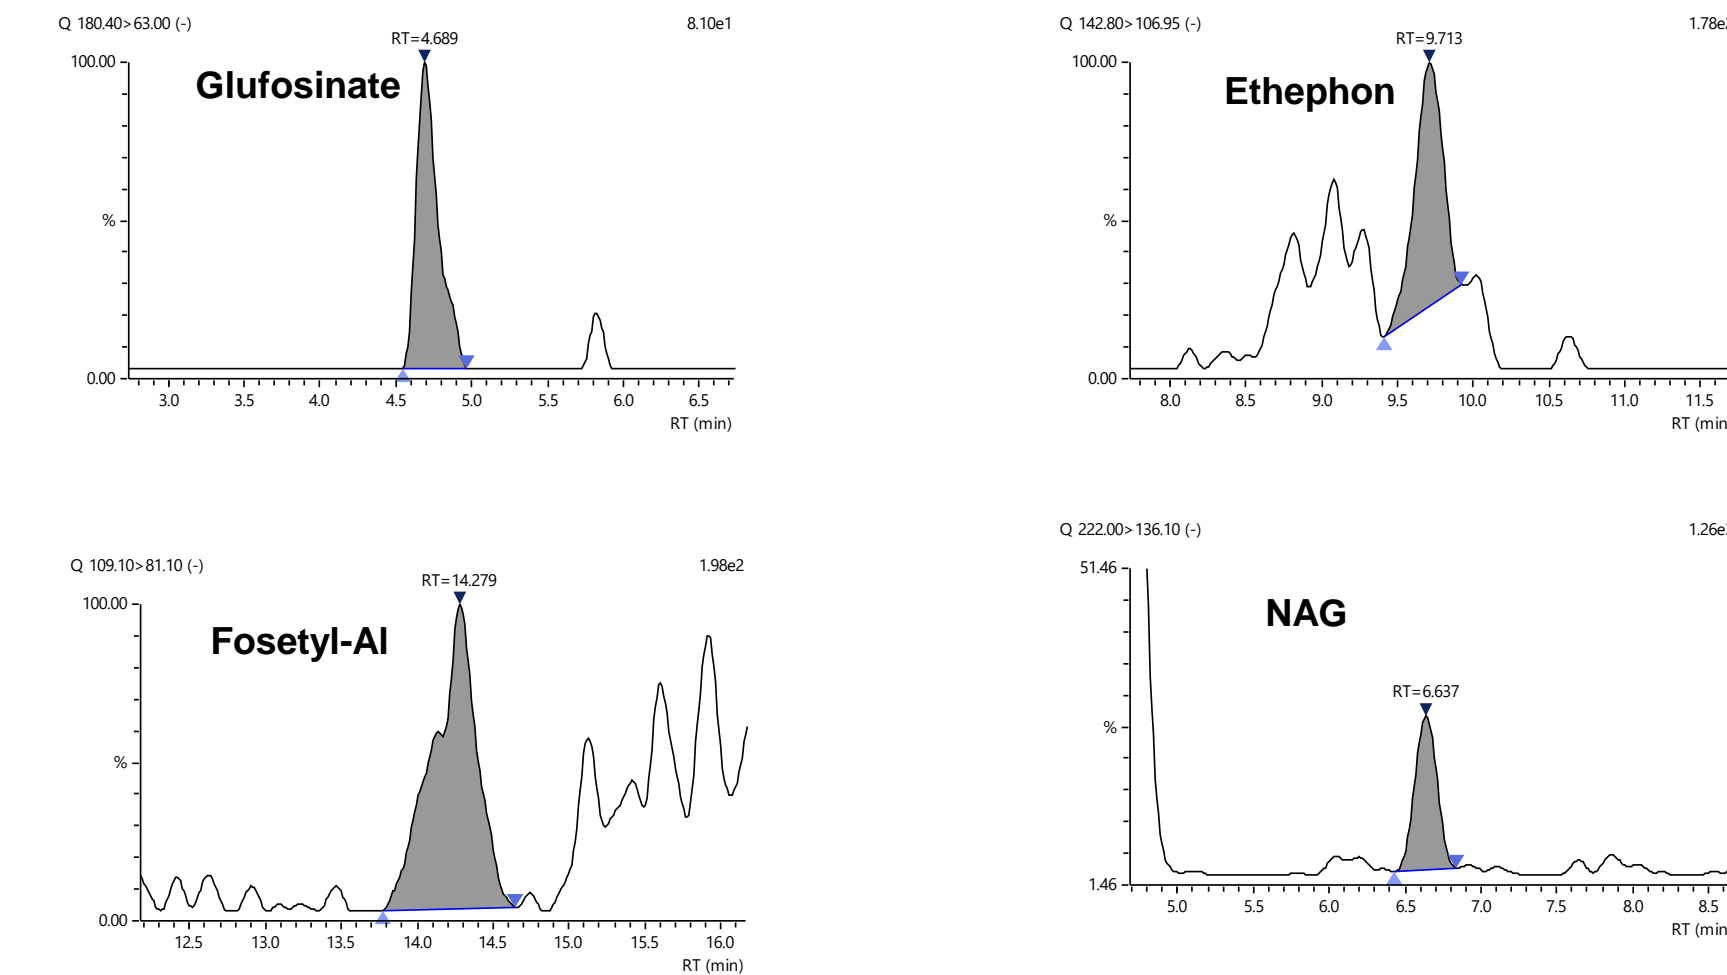 Q 180.40>63.00 (-) 8.10e1
RT=4.689
100.00
Glufosinate
%
0.00
3.0 3.5 4.0 4.5 5.0 5.5 6.0 6.5
RT (min)
Q 142.80>106.95 (-)
RT=9.713
100.00
Ethephon
%
0.00
8.0 8.5 9.0 9.5 10.0 10.5 11.0 11.5
RT (min
Q 109.10>81.10 (-) 1.98e2
RT=14.279
100.00
Fosetyl-Al
%
0.00
12.5 13.0 13.5 14.0 14.5 15.0 15.5 16.0
RT (min)
Q 222.00>136.10 (-)
51.46
NAG
RT=6.637
%
1.46
5.0 5.5 6.0 6.5 7.0 7.5 8.0 8.5
RT (min